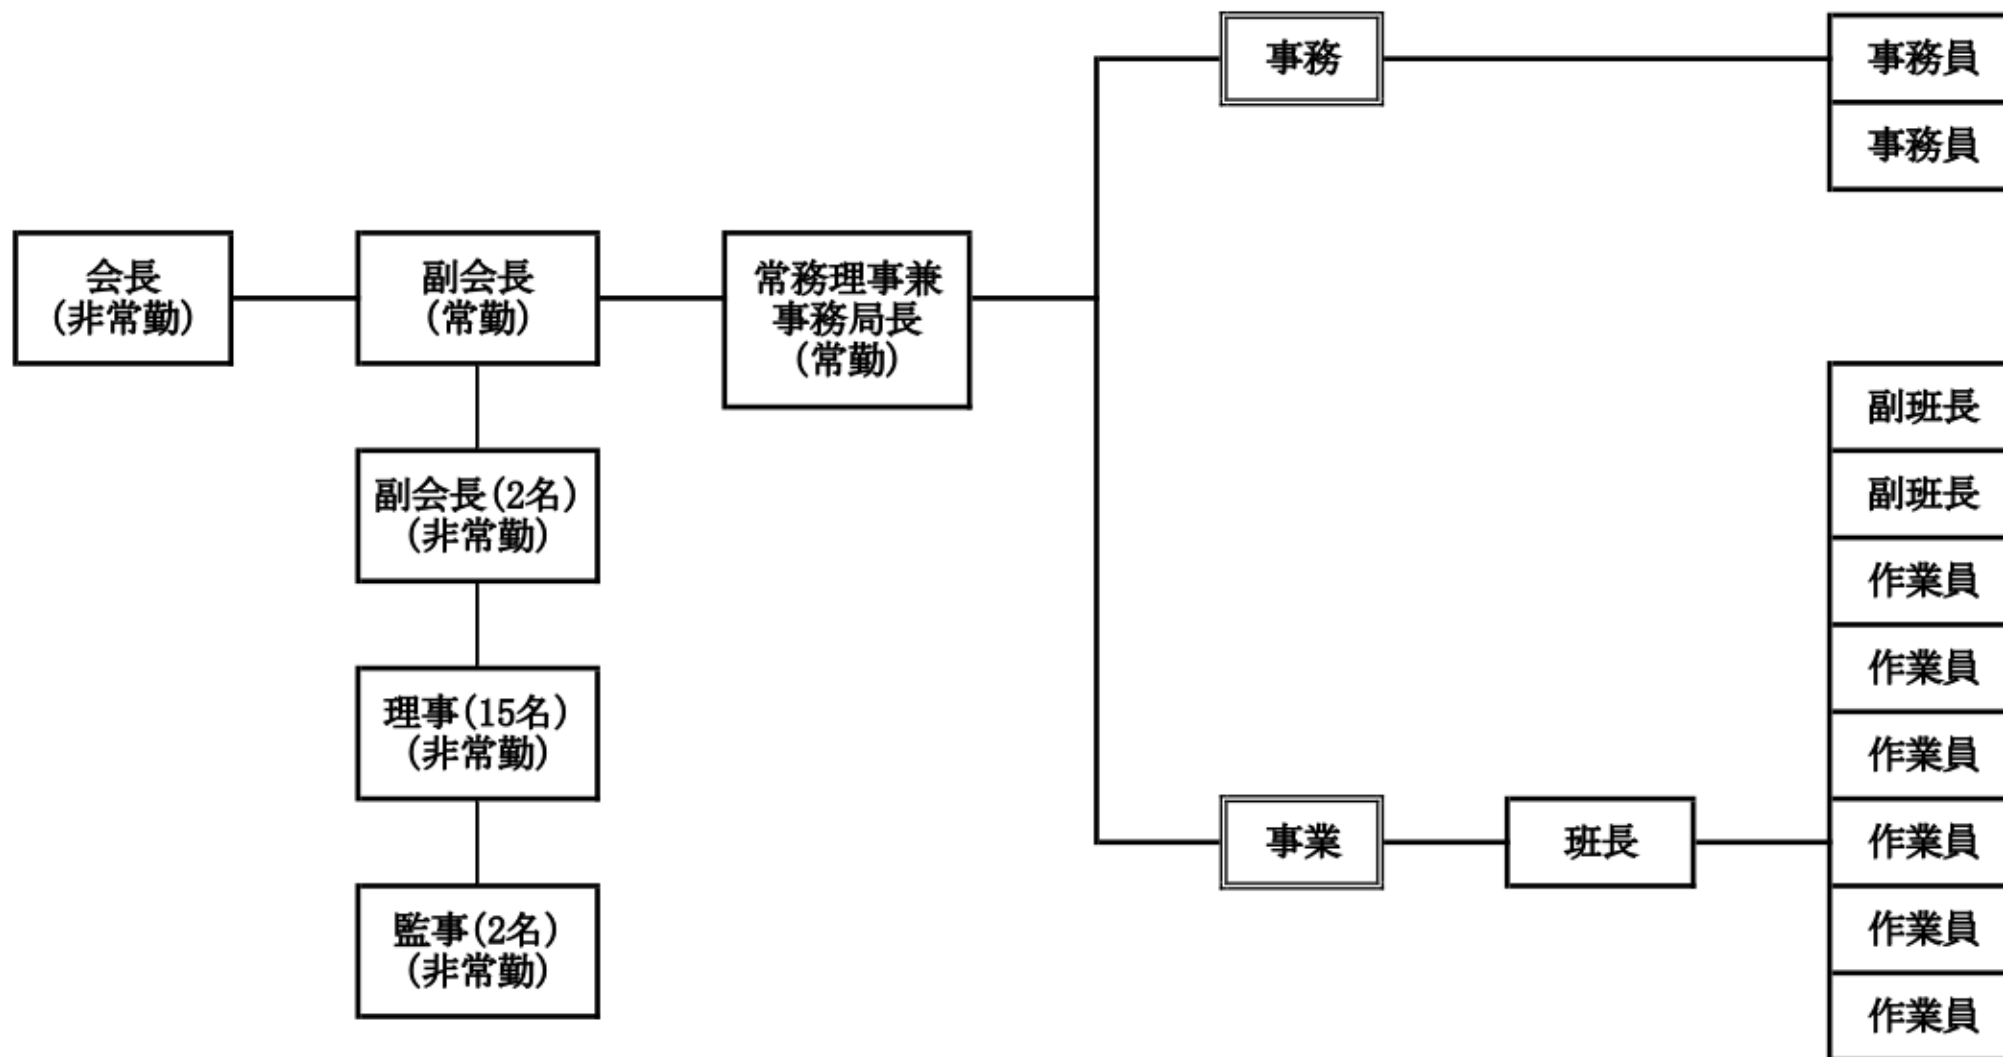 事務
事務員
事務員
会長
(非常勤)
副会長
(常勤)
常務理事兼
事務局長
(常勤)
副会長(2名)
(非常勤)
理事(15名)
(非常勤)
監事(2名)
(非常勤)
事業
班長
副班長
副班長
作業員
作業員
作業員
作業員
作業員
作業員